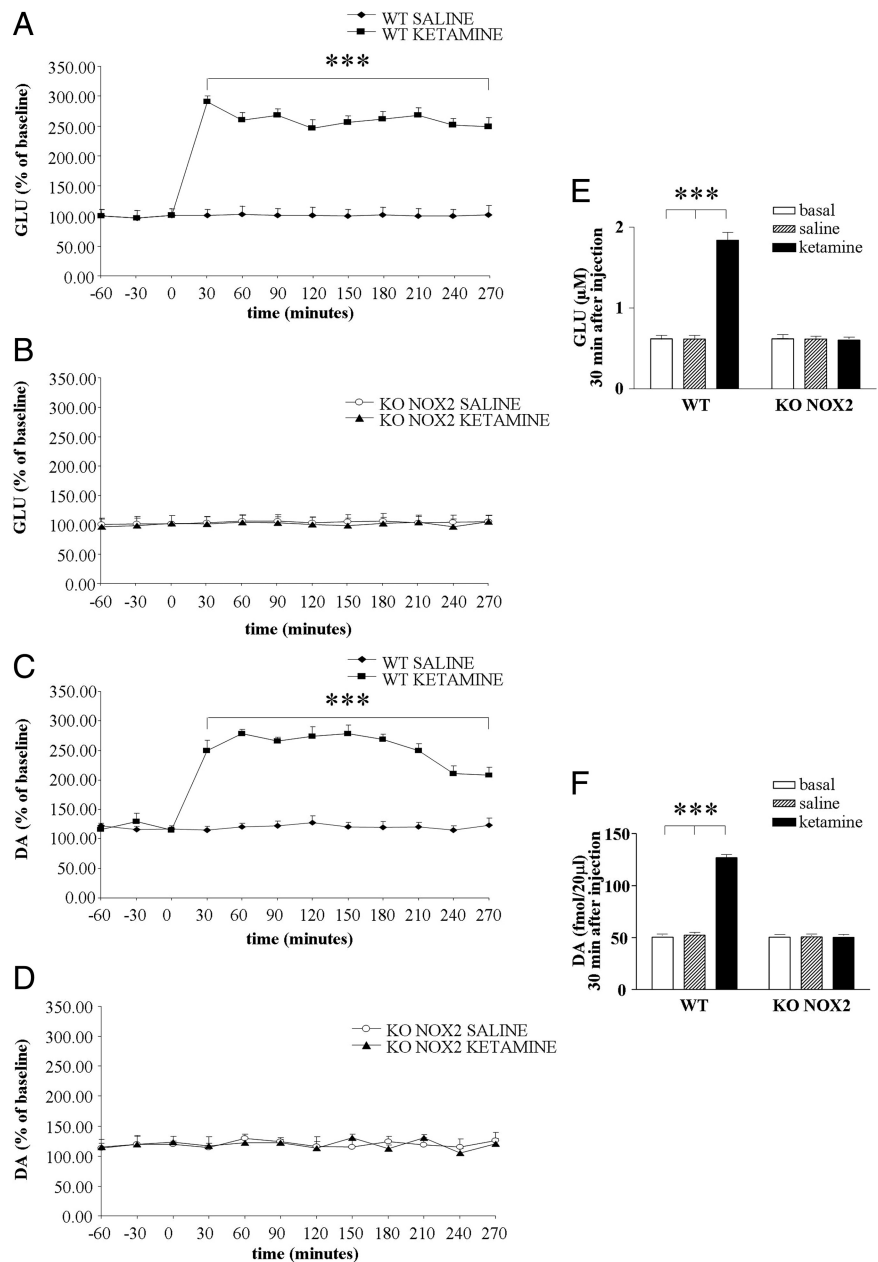 A
WT SALINE
WT KETAMINE
***
350.00
300.00
250.00
200.00
150.00
100.00
50.00
0.00
GLU (% of baseline)
-60 -30 0 30 60 90 120 150 180 210 240 270
time (minutes)
B
350.00
300.00
250.00
200.00
150.00
100.00
50.00
0.00
GLU (% of baseline)
KO NOX2 SALINE
KO NOX2 KETAMINE
-60 -30 0 30 60 90 120 150 180 210 240 270
time (minutes)
C
WT SALINE
WT KETAMINE
***
350.00
300.00
250.00
200.00
150.00
100.00
50.00
0.00
DA (% of baseline)
-60 -30 0 30 60 90 120 150 180 210 240 270
time (minutes)
D
350.00
300.00
250.00
200.00
150.00
100.00
50.00
0.00
DA (% of baseline)
KO NOX2 SALINE
KO NOX2 KETAMINE
-60 -30 0 30 60 90 120 150 180 210 240 270
time (minutes)
E
***
basal
saline
ketamine
2
1
0
GLU (µM)
30 min after injection
WT KO NOX2
F
***
basal
saline
ketamine
150
100
50
0
DA (fmol/20µl)
30 min after injection
WT KO NOX2